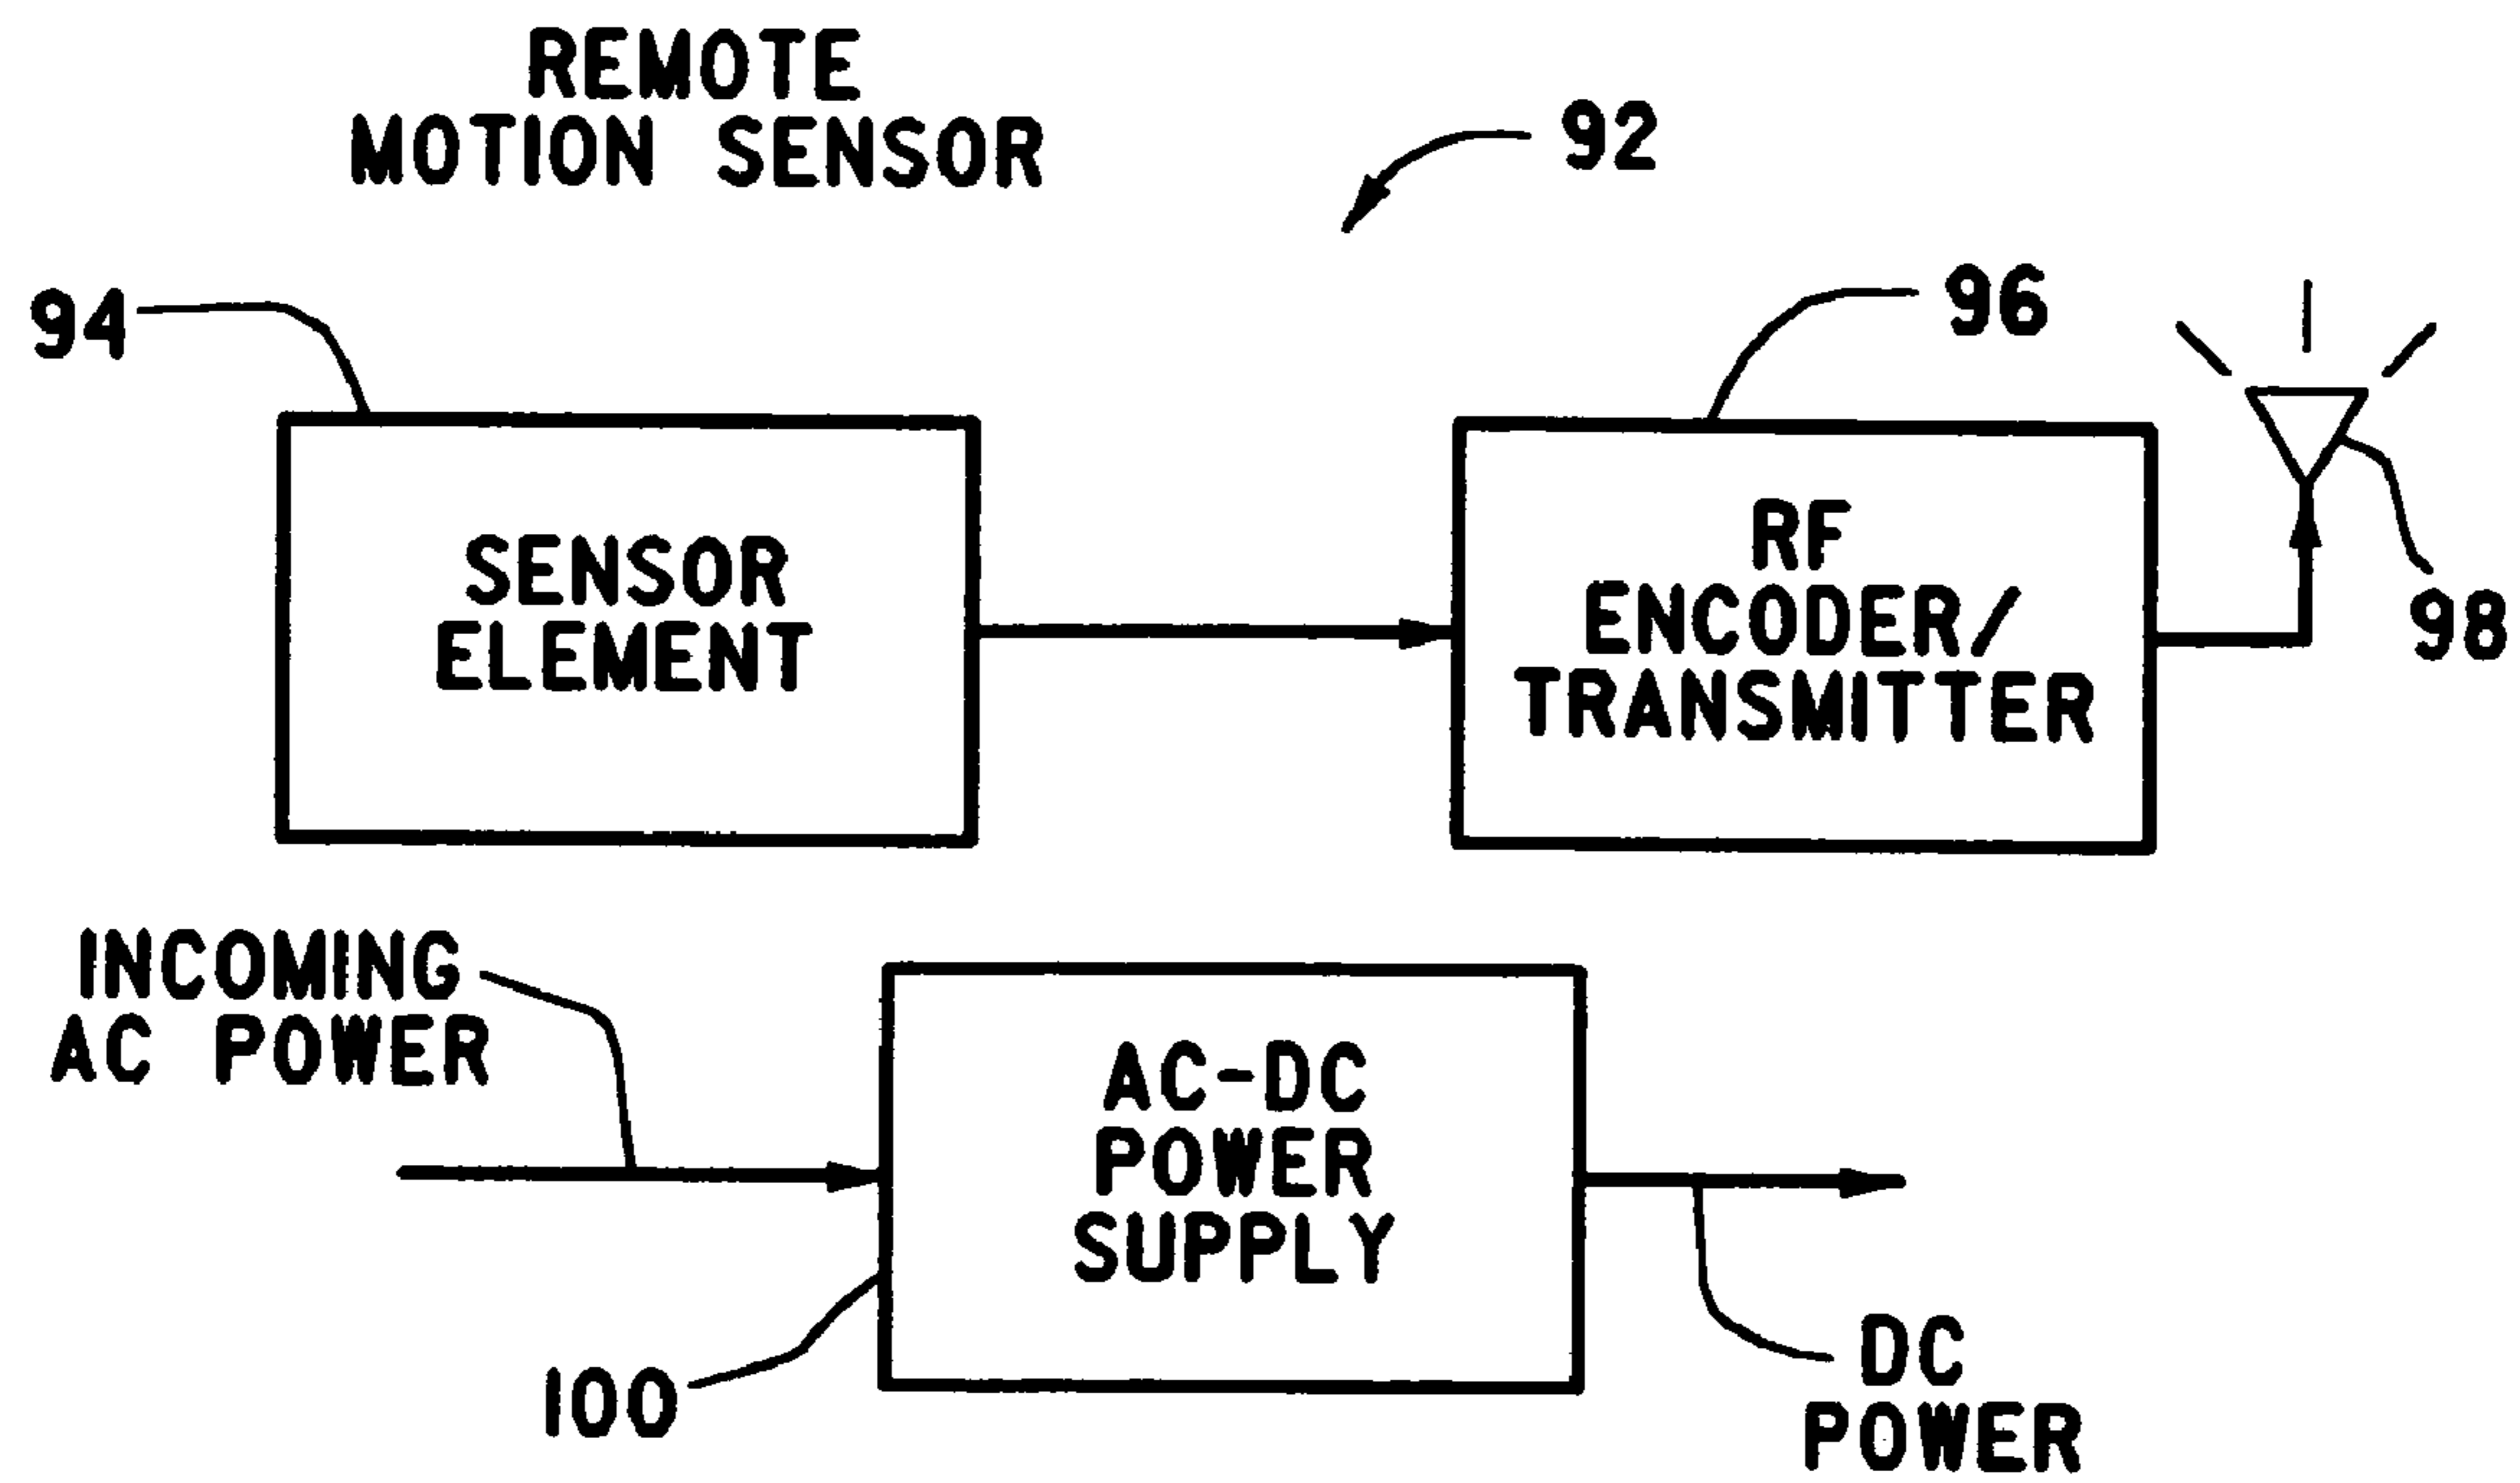 REMOTE
MOTION SENSOR
92
94
96
SENSOR
ELEMENT
RF
ENCODER/
TRANSMITTER
98
INCOMING
AC POWER
AC-DC
POWER
SUPPLY
100
DC
POWER